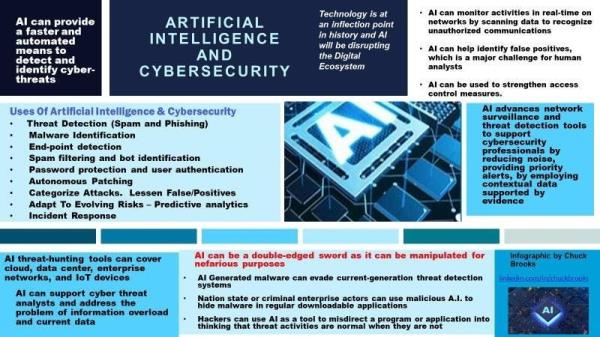 AI can provide
a faster and
automated
means to
detect and
identify cyber-
threats
ARTIFICIAL
INTELLIGENCE
AND
CYBERSECURITY
Technology is at
an inflection point
in history and AI
will be disrupting
the Digital
Ecosystem
• AI can monitor activities in real-time on
networks by scanning data to recognize
unauthorized communications
• AI can help identify false positives,
which is a major challenge for human
analysts
• AI can be used to strengthen access
control measures.
Uses Of Artificial Intelligence & Cybersecurity
• Threat Detection (Spam and Phishing)
• Malware Identification
• End-point detection
• Spam filtering and bot identification
• Password protection and user authentication
• Autonomous Patching
• Categorize Attacks. Lessen False/Positives
• Adapt To Evolving Risks – Predictive analytics
• Incident Response
AI
AI advances network
surveillance and
threat detection tools
to support
cybersecurity
professionals by
reducing noise,
providing priority
alerts, by employing
contextual data
supported by
evidence
AI threat-hunting tools can cover
cloud, data center, enterprise
networks, and IoT devices
AI can support cyber threat
analysts and address the
problem of information overload
and current data
AI can be a double-edged sword as it can be manipulated for
nefarious purposes
• AI Generated malware can evade current-generation threat detection
systems
• Nation state or criminal enterprise actors can use malicious A.I. to
hide malware in regular downloadable applications
• Hackers can use AI as a tool to misdirect a program or application into
thinking that threat activities are normal when they are not
Infographic by Chuck
Brooks
linkedin.com/in/chuckbrooks
AI